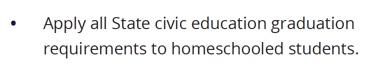 • Apply all State civic education graduation
requirements to homeschooled students.